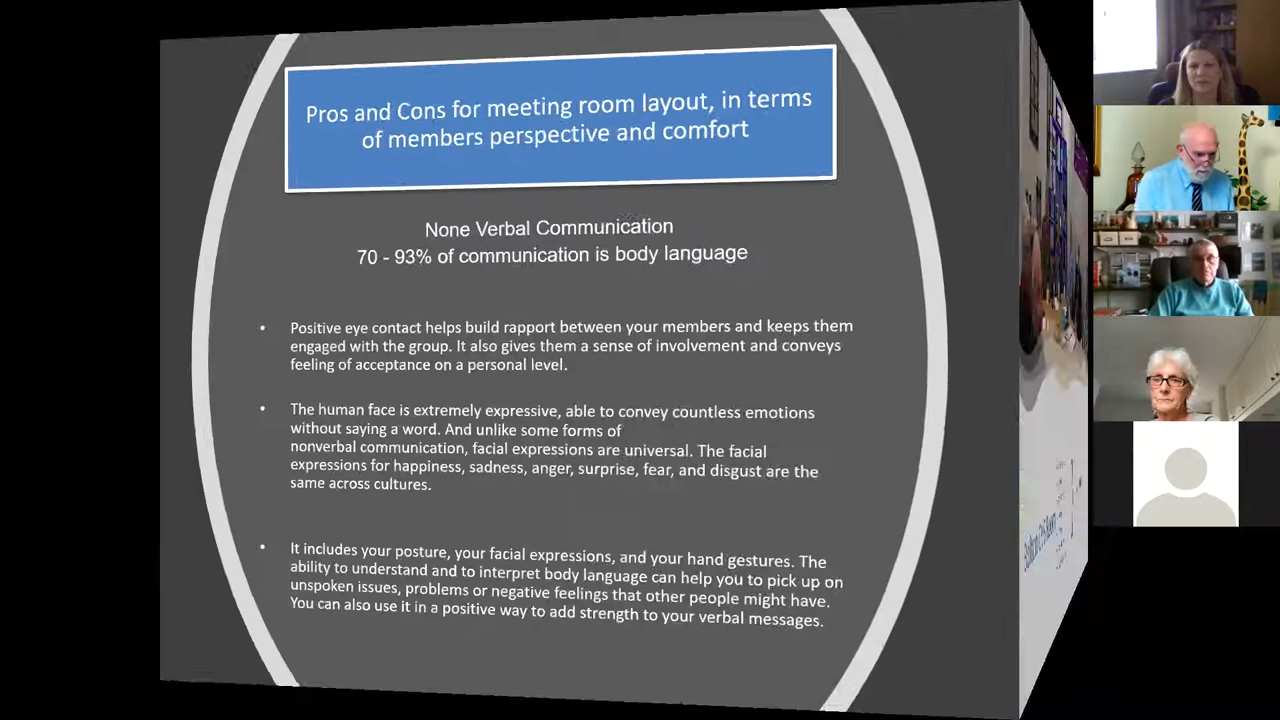 Pros and Cons for meeting room layout, in terms
of members perspective and comfort
None Verbal Communication
70 - 93% of communication is body language
• Positive eye contact helps build rapport between your members and keeps them
engaged with the group. It also gives them a sense of involvement and conveys
feeling of acceptance on a personal level.
• The human face is extremely expressive, able to convey countless emotions
without saying a word. And unlike some forms of
nonverbal communication, facial expressions are universal. The facial
expressions for happiness, sadness, anger, surprise, fear, and disgust are the
same across cultures.
• It includes your posture, your facial expressions, and your hand gestures. The
ability to understand and to interpret body language can help you to pick up on
unspoken issues, problems or negative feelings that other people might have.
You can also use it in a positive way to add strength to your verbal messages.